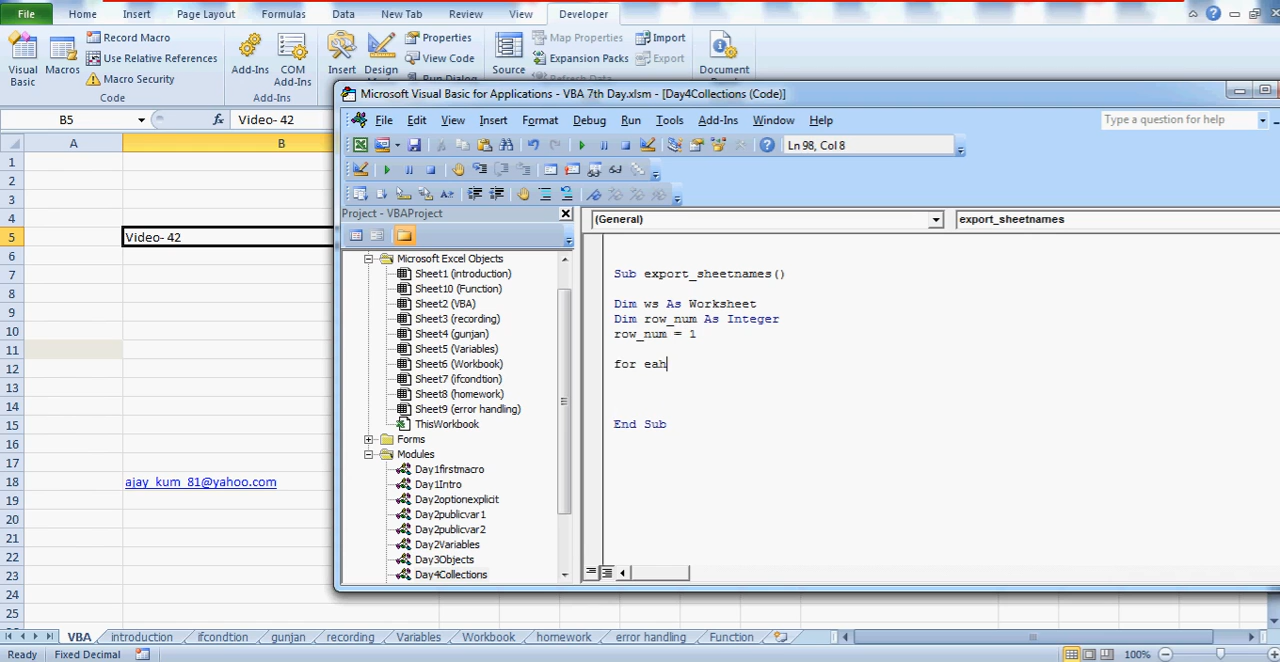 File Home Insert Page Layout Formulas Data New Tab Review View Developer
Record Macro Properties Map Properties Import
Use Relative References View Code Expansion Packs Export
Macro Security Run Dialog Refresh Data
Visual Basic Macros Add-Ins COM Add-Ins Insert Design Source Document
Code Add-Ins
Microsoft Visual Basic for Applications - VBA 7th Day.xlsm - [Day4Collections (Code)]
B5 fx Video- 42
File Edit View Insert Format Debug Run Tools Add-Ins Window Help Type a question for help
Ln 98, Col 8
A B
1
2
3
4
5 Video- 42
6
7
8
9
10
11
12
13
14
15
16
17
18 ajay_kum_81@yahoo.com
19
20
21
22
23
24
25
Project - VBAProject
Microsoft Excel Objects
Sheet1 (introduction)
Sheet10 (Function)
Sheet2 (VBA)
Sheet3 (recording)
Sheet4 (gunjan)
Sheet5 (Variables)
Sheet6 (Workbook)
Sheet7 (ifcondtion)
Sheet8 (homework)
Sheet9 (error handling)
ThisWorkbook
Forms
Modules
Day1firstmacro
Day1Intro
Day2optionexplicit
Day2publicvar1
Day2publicvar2
Day2Variables
Day3Objects
Day4Collections
(General) export_sheetnames
Sub export_sheetnames()
Dim ws As Worksheet
Dim row_num As Integer
row_num = 1
for eah
End Sub
VBA introduction ifcondtion gunjan recording Variables Workbook homework error handling Function
Ready Fixed Decimal 100%